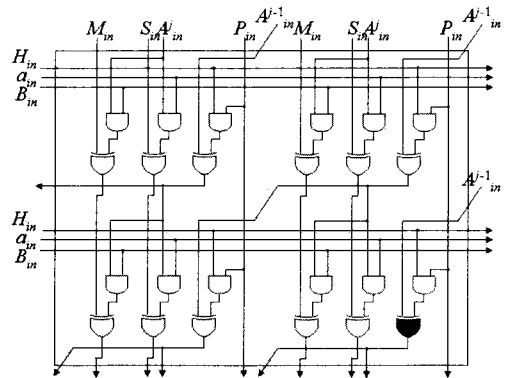 M_in S_in A^j_in P_in A^{j-1}_in M_in S_in A^j_in P_in A^{j-1}_in
H_in
a_in
B_in
A^{j-1}_in
H_in
a_in
B_in